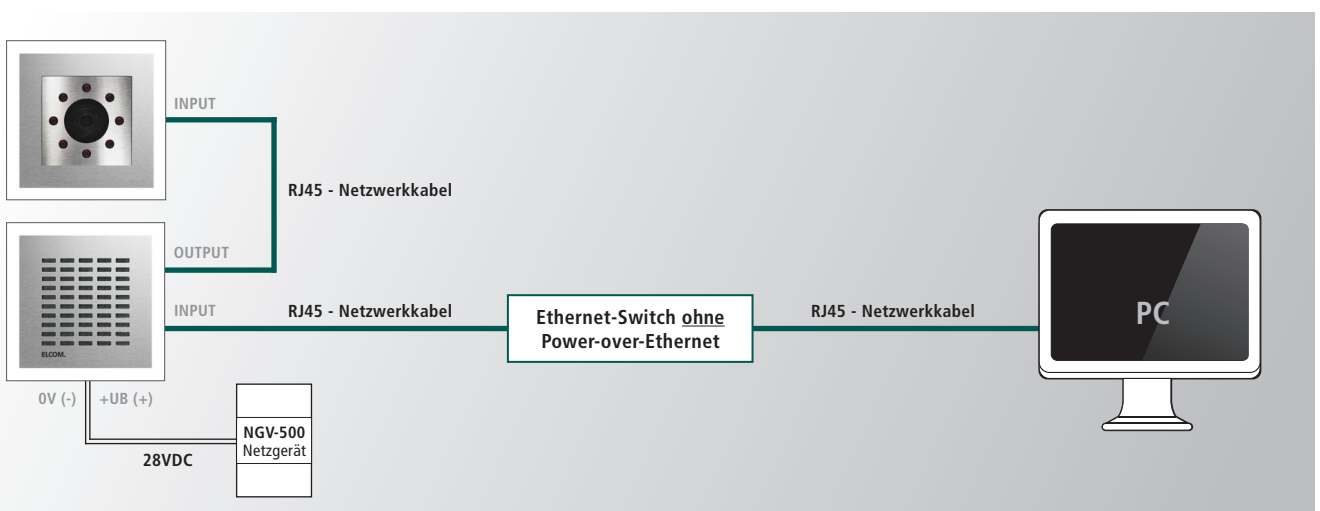 INPUT
RJ45 - Netzwerkkabel
OUTPUT
INPUT
RJ45 - Netzwerkkabel
Ethernet-Switch ohne
Power-over-Ethernet
RJ45 - Netzwerkkabel
PC
ELCOM.
0V (-)
+UB (+)
28VDC
NGV-500
Netzgerät